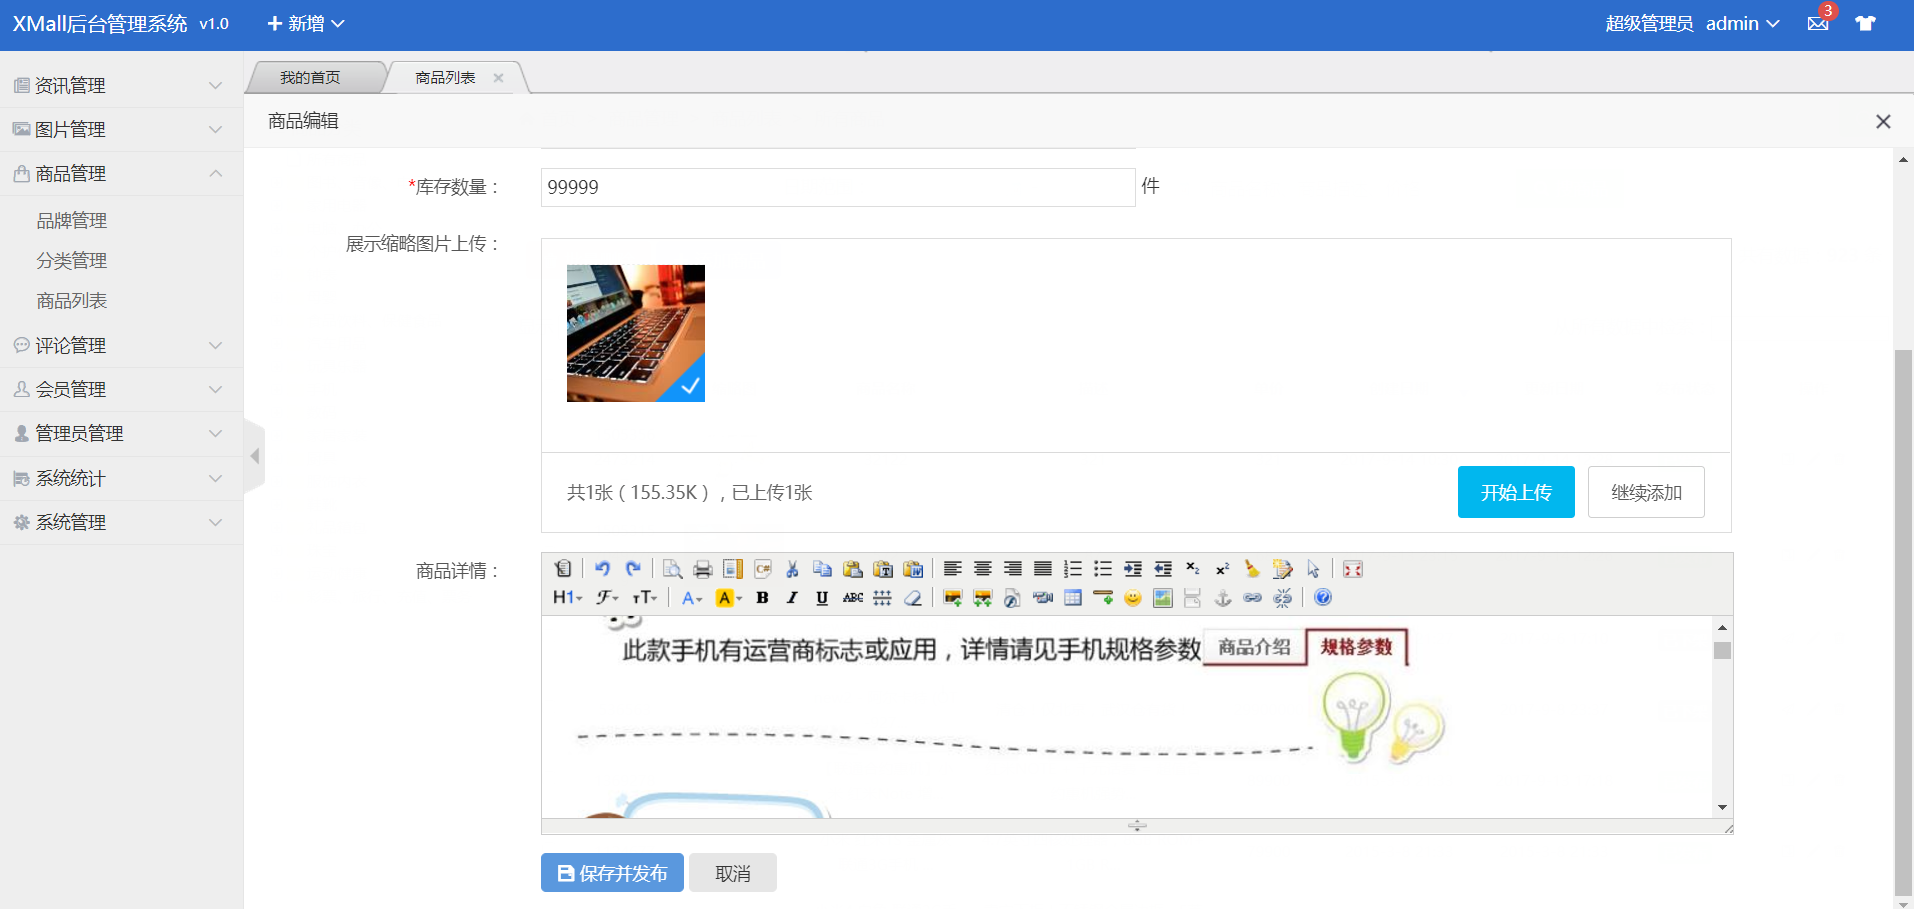 XMall后台管理系统 v1.0 新增 超级管理员 admin 3
我的首页 商品列表
商品编辑
资讯管理
图片管理
商品管理
品牌管理
分类管理
商品列表
评论管理
会员管理
管理员管理
系统统计
系统管理
*库存数量： 99999 件
展示缩略图片上传：
共1张（155.35K），已上传1张 开始上传 继续添加
商品详情：
H1 F TT A A B I U ABC
此款手机有运营商标志或应用，详情请见手机规格参数 商品介绍 规格参数
保存并发布 取消